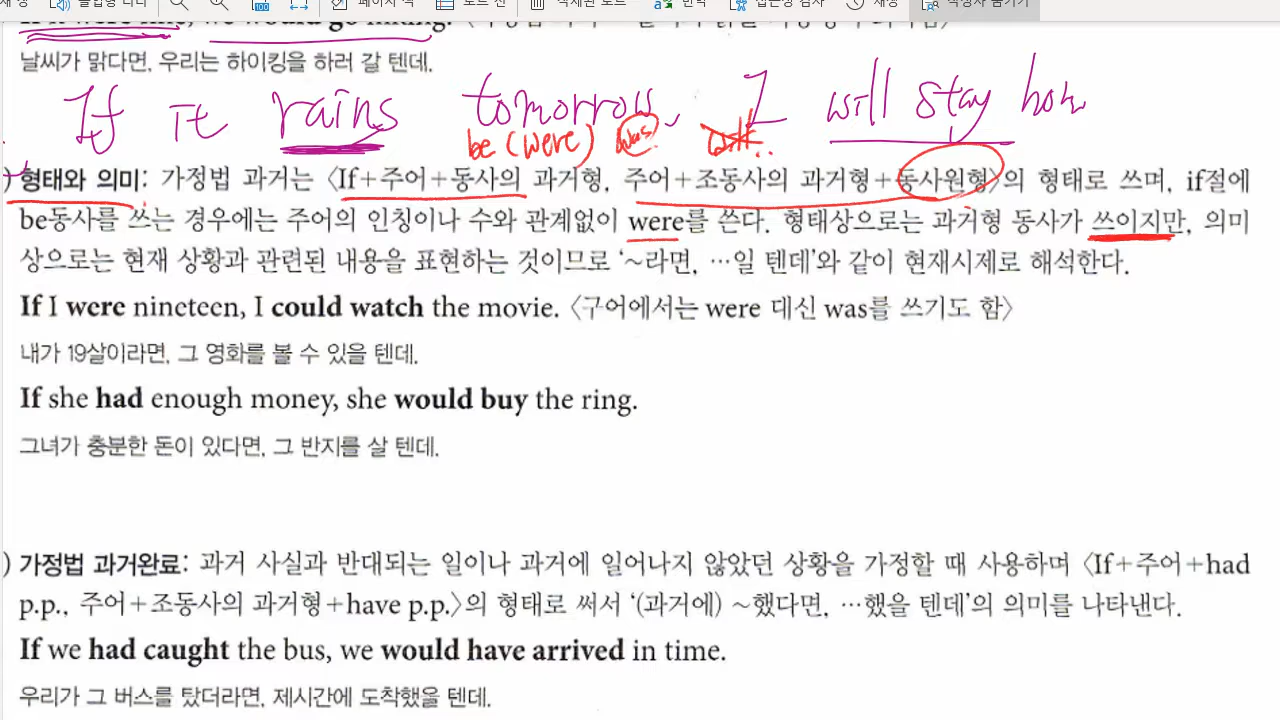 날씨가 맑다면, 우리는 하이킹을 하러 갈 텐데.
If it rains tomorrow, I will stay home
be (were) was
형태와 의미: 가정법 과거는 〈If+주어+동사의 과거형, 주어+조동사의 과거형+동사원형〉의 형태로 쓰며, if절에
be동사를 쓰는 경우에는 주어의 인칭이나 수와 관계없이 were를 쓴다. 형태상으로는 과거형 동사가 쓰이지만, 의미
상으로는 현재 상황과 관련된 내용을 표현하는 것이므로 ‘~라면, …일 텐데’와 같이 현재시제로 해석한다.
If I were nineteen, I could watch the movie. 〈구어에서는 were 대신 was를 쓰기도 함〉
내가 19살이라면, 그 영화를 볼 수 있을 텐데.
If she had enough money, she would buy the ring.
그녀가 충분한 돈이 있다면, 그 반지를 살 텐데.
) 가정법 과거완료: 과거 사실과 반대되는 일이나 과거에 일어나지 않았던 상황을 가정할 때 사용하며 〈If+주어+had
p.p., 주어+조동사의 과거형+have p.p.〉의 형태로 써서 ‘(과거에) ~했다면, …했을 텐데’의 의미를 나타낸다.
If we had caught the bus, we would have arrived in time.
우리가 그 버스를 탔더라면, 제시간에 도착했을 텐데.